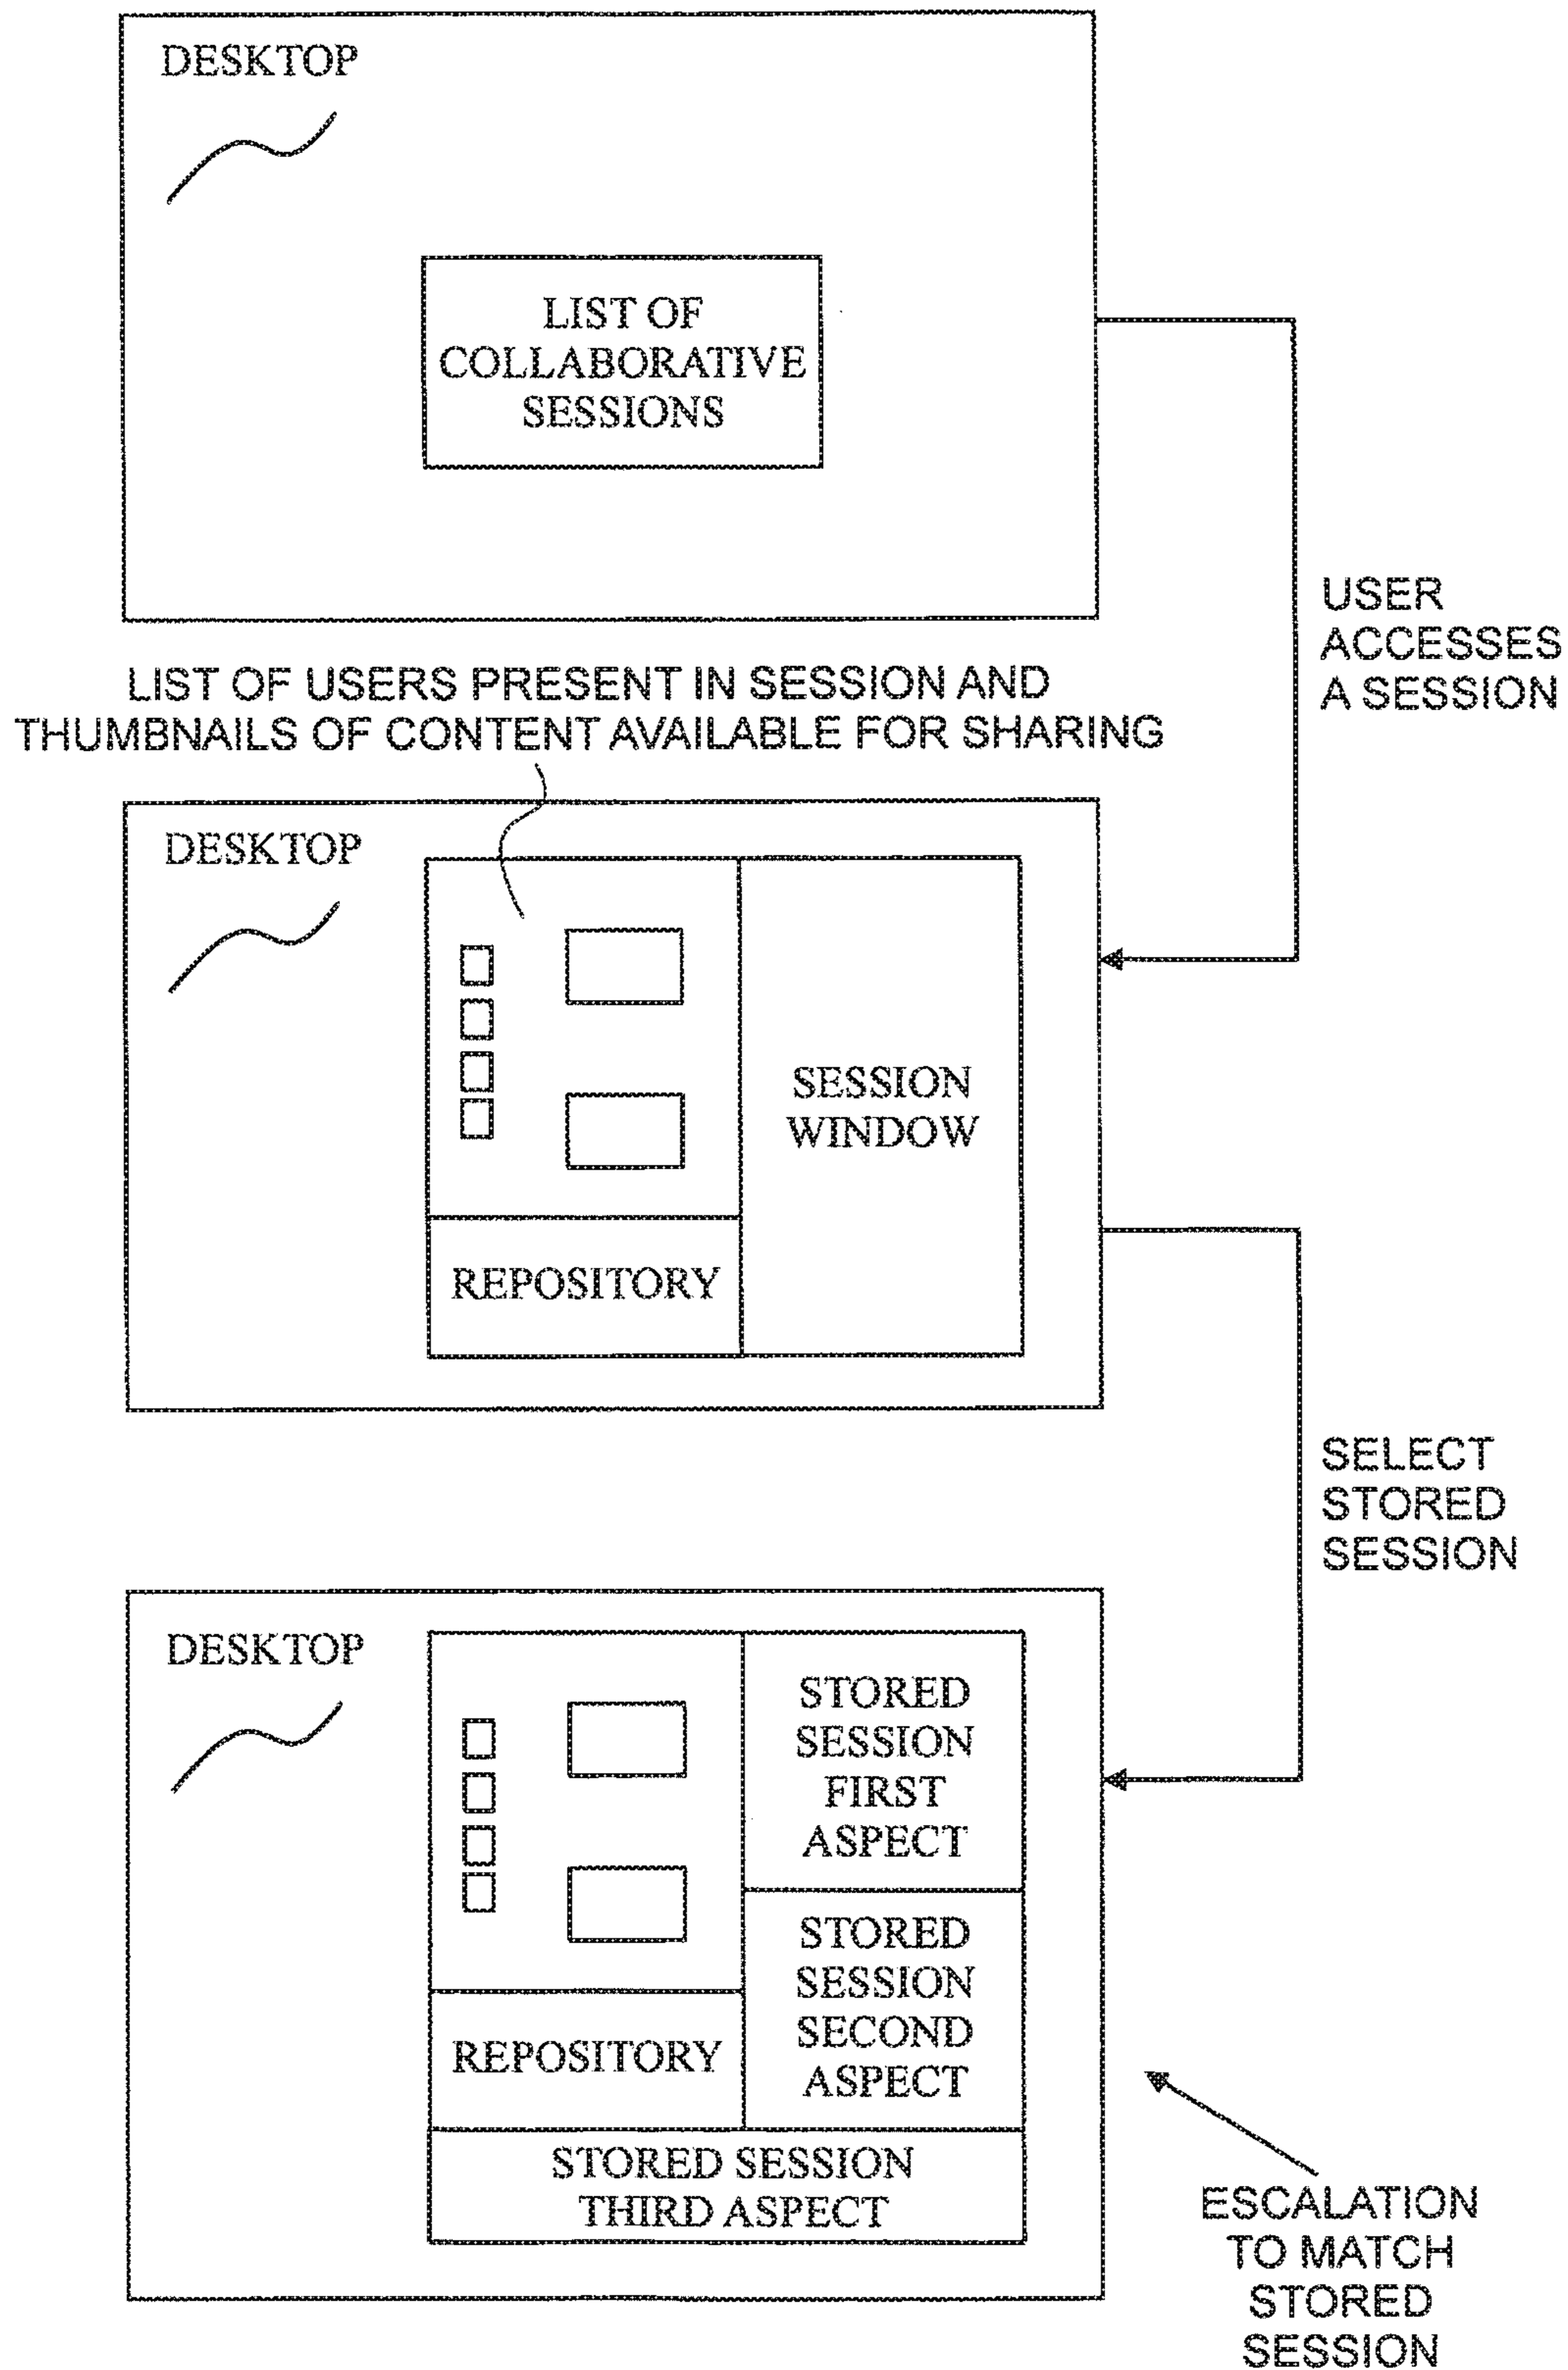 DESKTOP
LIST OF
COLLABORATIVE
SESSIONS
USER
ACCESSES
A SESSION
LIST OF USERS PRESENT IN SESSION AND
THUMBNAILS OF CONTENT AVAILABLE FOR SHARING
DESKTOP
SESSION
WINDOW
REPOSITORY
SELECT
STORED
SESSION
DESKTOP
STORED
SESSION
FIRST
ASPECT
STORED
SESSION
SECOND
ASPECT
REPOSITORY
STORED SESSION
THIRD ASPECT
ESCALATION
TO MATCH
STORED
SESSION